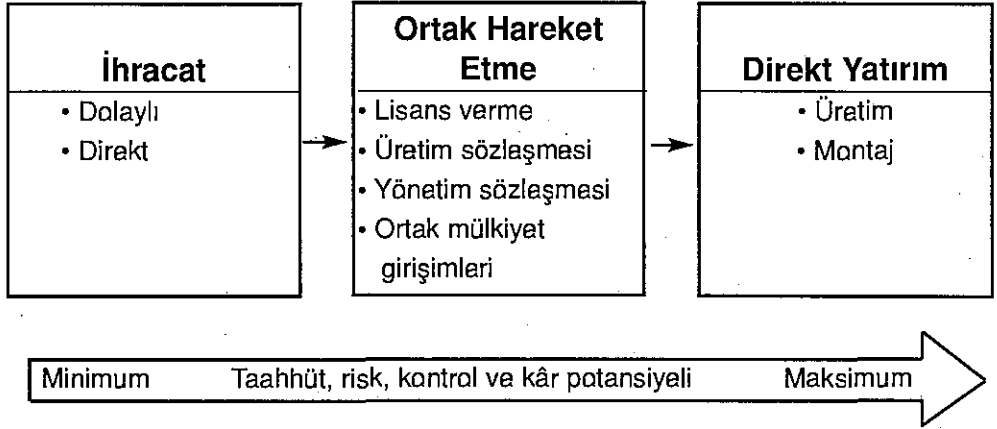 İhracat
• Dolaylı
• Direkt
Ortak Hareket
Etme
• Lisans verme
• Üretim sözleşmesi
• Yönetim sözleşmesi
• Ortak mülkiyet
girişimleri
Direkt Yatırım
• Üretim
• Montaj
Minimum Taahhüt, risk, kontrol ve kâr potansiyeli Maksimum